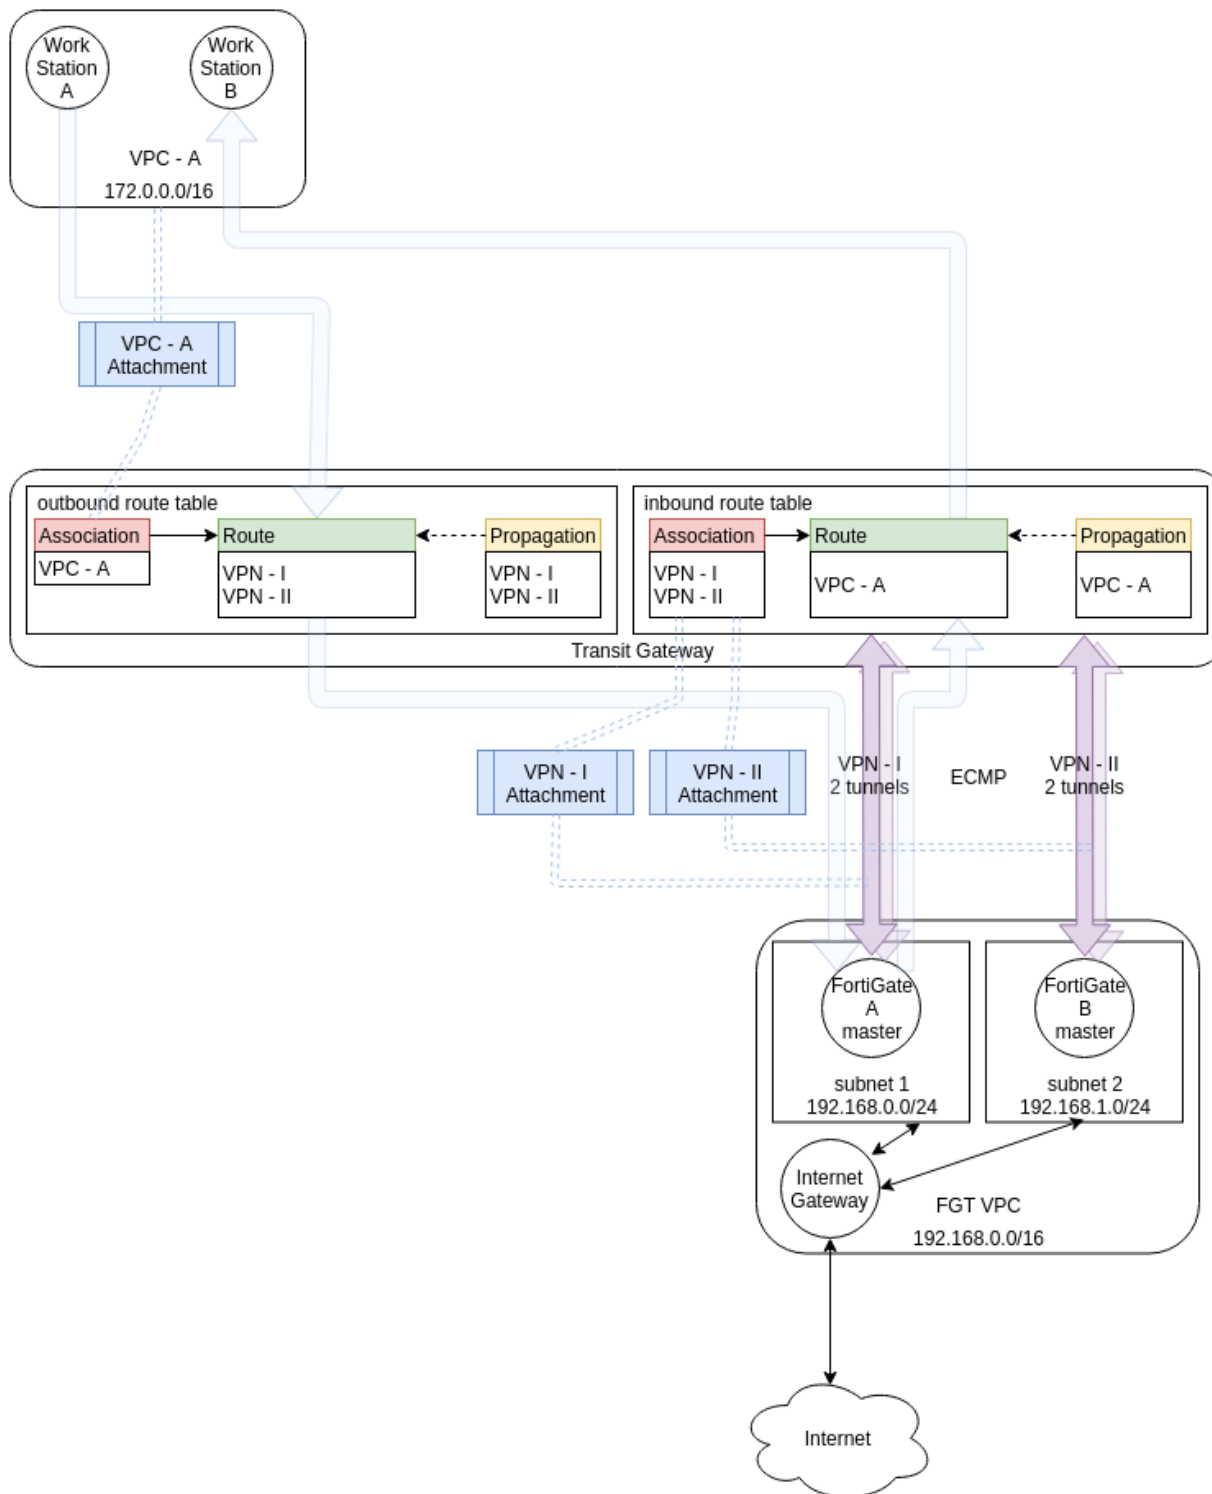 Work
Station
A
Work
Station
B
VPC - A
172.0.0.0/16
VPC - A
Attachment
outbound route table
Association
Route
Propagation
VPC - A
VPN - I
VPN - II
VPN - I
VPN - II
inbound route table
Association
Route
Propagation
VPN - I
VPN - II
VPC - A
VPC - A
Transit Gateway
VPN - I
Attachment
VPN - II
Attachment
VPN - I
2 tunnels
ECMP
VPN - II
2 tunnels
FortiGate
A
master
FortiGate
B
master
subnet 1
192.168.0.0/24
subnet 2
192.168.1.0/24
Internet
Gateway
FGT VPC
192.168.0.0/16
Internet